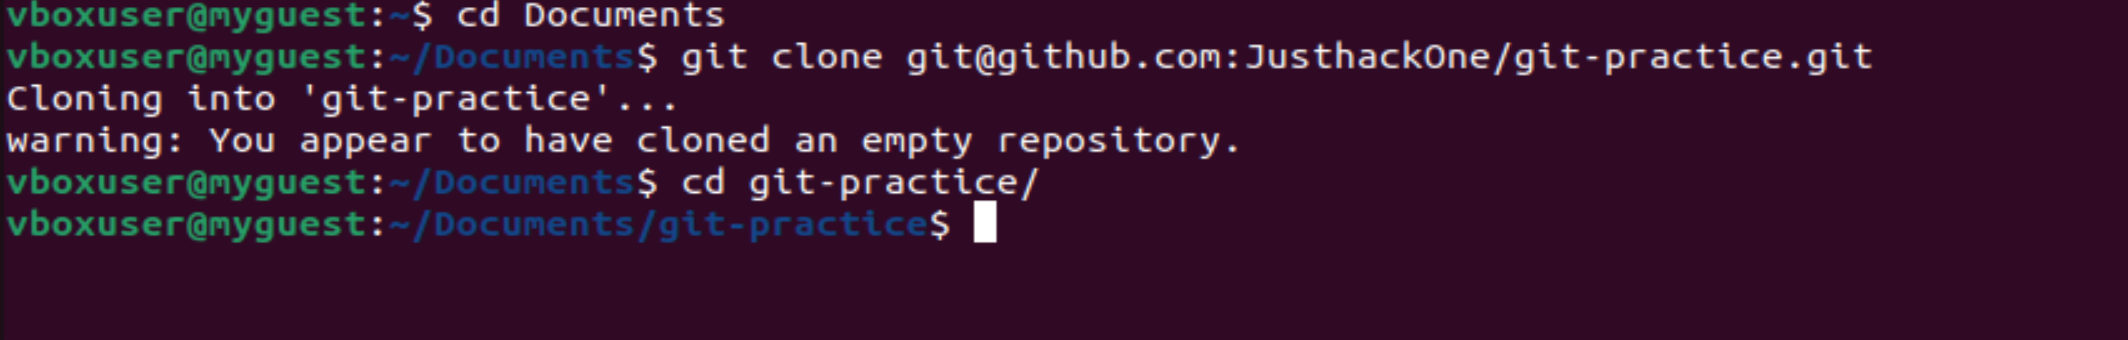 vboxuser@myguest:~$ cd Documents
vboxuser@myguest:~/Documents$ git clone git@github.com:JusthackOne/git-practice.git
Cloning into 'git-practice'...
warning: You appear to have cloned an empty repository.
vboxuser@myguest:~/Documents$ cd git-practice/
vboxuser@myguest:~/Documents/git-practice$